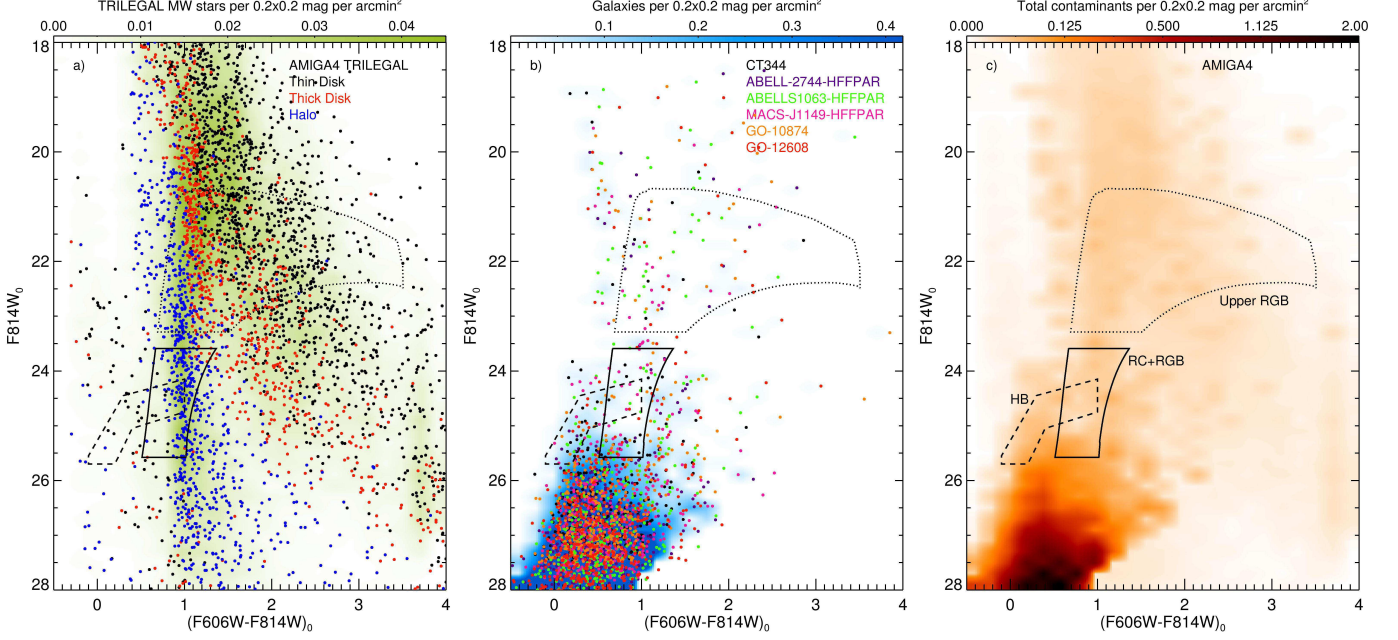 TRILEGAL MW stars per 0.2x0.2 mag per arcmin²
0.00 0.01 0.02 0.03 0.04
a)
AMIGA4 TRILEGAL
Thin Disk
Thick Disk
Halo
18
20
22
24
26
28
F814W₀
0 1 2 3 4
(F606W-F814W)₀
Galaxies per 0.2x0.2 mag per arcmin²
0.1 0.2 0.3 0.4
b)
CT344
ABELL-2744-HFFPAR
ABELLS1063-HFFPAR
MACS-J1149-HFFPAR
GO-10874
GO-12608
18
20
22
24
26
28
F814W₀
0 1 2 3 4
(F606W-F814W)₀
Total contaminants per 0.2x0.2 mag per arcmin²
0.000 0.125 0.500 1.125 2.00
c)
AMIGA4
Upper RGB
RC+RGB
HB
18
20
22
24
26
28
F814W₀
0 1 2 3 4
(F606W-F814W)₀